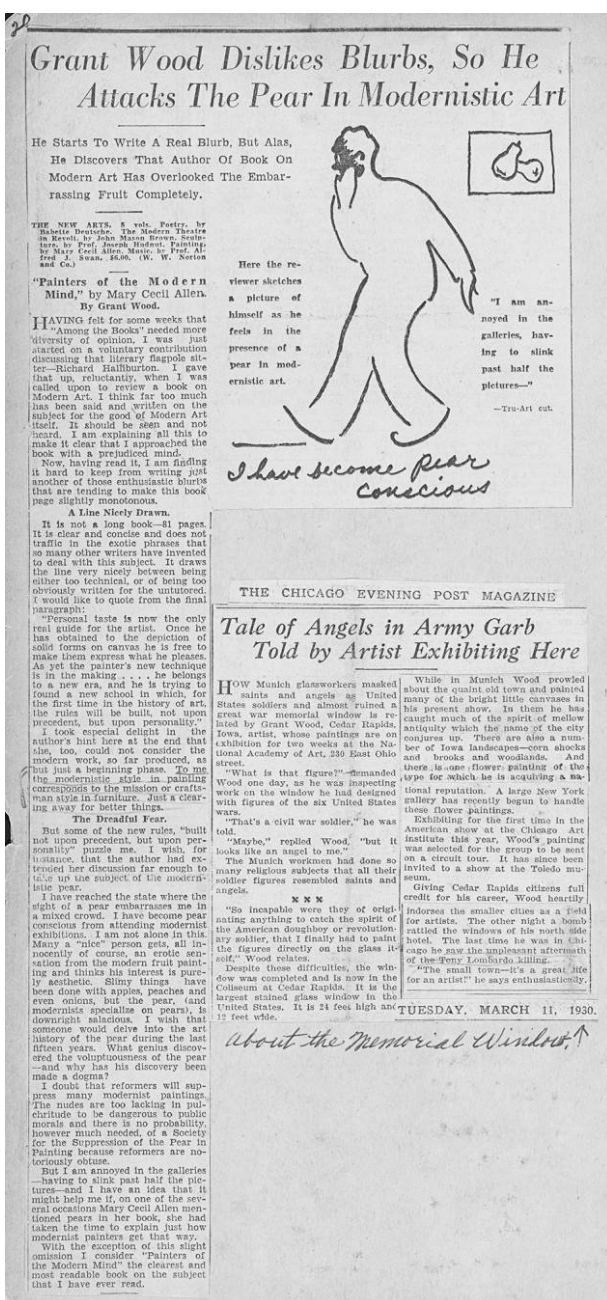 20
Grant Wood Dislikes Blurbs, So He
Attacks The Pear In Modernistic Art
He Starts To Write A Real Blurb, But Alas,
He Discovers That Author Of Book On
Modern Art Has Overlooked The Embar-
rassing Fruit Completely.
THE NEW ARTS. 5 vols. Poetry, by
Babette Deutsche. The Modern Theatre
in Revolt, by John Mason Brown. Sculp-
ture, by Prof. Joseph Hudnut. Painting,
by Mary Cecil Allen. Music, by Prof. Al-
fred J. Swan. $6.00. (W. W. Norton
and Co.)
"Painters of the Modern
Mind," by Mary Cecil Allen.
By Grant Wood.
HAVING felt for some weeks that
"Among the Books" needed more
diversity of opinion, I was just
started on a voluntary contribution
discussing that literary flagpole sit-
ter—Richard Halliburton. I gave
that up, reluctantly, when I was
called upon to review a book on
Modern Art. I think far too much
has been said and written on the
subject for the good of Modern Art
itself. It should be seen and not
heard. I am explaining all this to
make it clear that I approached the
book with a prejudiced mind.
Now, having read it, I am finding
it hard to keep from writing just
another of those enthusiastic blurbs
that are tending to make this book
page slightly monotonous.
A Line Nicely Drawn.
It is not a long book—81 pages.
It is clear and concise and does not
traffic in the exotic phrases that
so many other writers have invented
to deal with this subject. It draws
the line very nicely between being
either too technical, or of being too
obviously written for the untutored.
I would like to quote from the final
paragraph:
"Personal taste is now the only
real guide for the artist. Once he
has obtained to the depiction of
solid forms on canvas he is free to
make them express what he pleases.
As yet the painter's new technique
is in the making . . . . he belongs
to a new era, and he is trying to
found a new school in which, for
the first time in the history of art,
the rules will be built, not upon
precedent, but upon personality."
I took especial delight in the
author's hint here at the end that
she, too, could not consider the
modern work, so far produced, as
but just a beginning phase. To me
the modernistic style in painting
corresponds to the mission or crafts-
man style in furniture. Just a clear-
ing away for better things.
The Dreadful Fear.
But some of the new rules, "built
not upon precedent, but upon per-
sonality" puzzle me. I wish, for
instance, that the author had ex-
tended her discussion far enough to
take up the subject of the modern-
istic pear.
I have reached the state where the
sight of a pear embarrasses me in
a mixed crowd. I have become pear
conscious from attending modernist
exhibitions. I am not alone in this.
Many a "nice" person gets, all in-
nocently of course, an erotic sen-
sation from the modern fruit paint-
ing and thinks his interest is pure-
ly aesthetic. Slimy things have
been done with apples, peaches and
even onions, but the pear, (and
modernists specialize on pears), is
downright salacious. I wish that
someone would delve into the art
history of the pear during the last
fifteen years. What genius discov-
ered the voluptuousness of the pear
—and why has his discovery been
made a dogma?
I doubt that reformers will sup-
press many modernist paintings.
The nudes are too lacking in pul-
chritude to be dangerous to public
morals and there is no probability,
however much needed, of a Society
for the Suppression of the Pear in
Painting because reformers are no-
toriously obtuse.
But I am annoyed in the galleries
—having to slink past half the pic-
tures—and I have an idea that it
might help me if, on one of the sev-
eral occasions Mary Cecil Allen men-
tioned pears in her book, she had
taken the time to explain just how
modernist painters get that way.
With the exception of this slight
omission I consider "Painters of
the Modern Mind" the clearest and
most readable book on the subject
that I have ever read.
Here the re-
viewer sketches
a picture of
himself as he
feels in the
presence of a
pear in mod-
ernistic art.
"I am an-
noyed in the
galleries, hav-
ing to slink
past half the
pictures—"
—Tru-Art cut.
I have become pear
conscious
THE CHICAGO EVENING POST MAGAZINE
Tale of Angels in Army Garb
Told by Artist Exhibiting Here
HOW Munich glassworkers masked
saints and angels as United
States soldiers and almost ruined a
great war memorial window is re-
lated by Grant Wood, Cedar Rapids,
Iowa, artist, whose paintings are on
exhibition for two weeks at the Na-
tional Academy of Art, 230 East Ohio
street.
"What is that figure?" demanded
Wood one day, as he was inspecting
work on the window he had designed
with figures of the six United States
wars.
"That's a civil war soldier," he was
told.
"Maybe," replied Wood, "but it
looks like an angel to me."
The Munich workmen had done so
many religious subjects that all their
soldier figures resembled saints and
angels.
x x x
"So incapable were they of origi-
nating anything to catch the spirit of
the American doughboy or revolution-
ary soldier, that I finally had to paint
the figures directly on the glass it-
self," Wood relates.
Despite these difficulties, the win-
dow was completed and is now in the
Coliseum at Cedar Rapids. It is the
largest stained glass window in the
United States. It is 24 feet high and
12 feet wide.
While in Munich Wood prowled
about the quaint old town and painted
many of the bright little canvases in
his present show. In them he has
caught much of the spirit of mellow
antiquity which the name of the city
conjures up. There are also a num-
ber of Iowa landscapes—corn shocks
and brooks and woodlands. And
there is one flower painting of the
type for which he is acquiring a na-
tional reputation. A large New York
gallery has recently begun to handle
these flower paintings.
Exhibiting for the first time in the
American show at the Chicago Art
institute this year, Wood's painting
was selected for the group to be sent
on a circuit tour. It has since been
invited to a show at the Toledo mu-
seum.
Giving Cedar Rapids citizens full
credit for his career, Wood heartily
indorses the smaller cities as a field
for artists. The other night a bomb
rattled the windows of his north side
hotel. The last time he was in Chi-
cago he saw the unpleasant aftermath
of the Tony Lombardo killing.
"The small town—it's a great life
for an artist!" he says enthusiastically.
TUESDAY, MARCH 11, 1930.
about the Memorial Window.↑